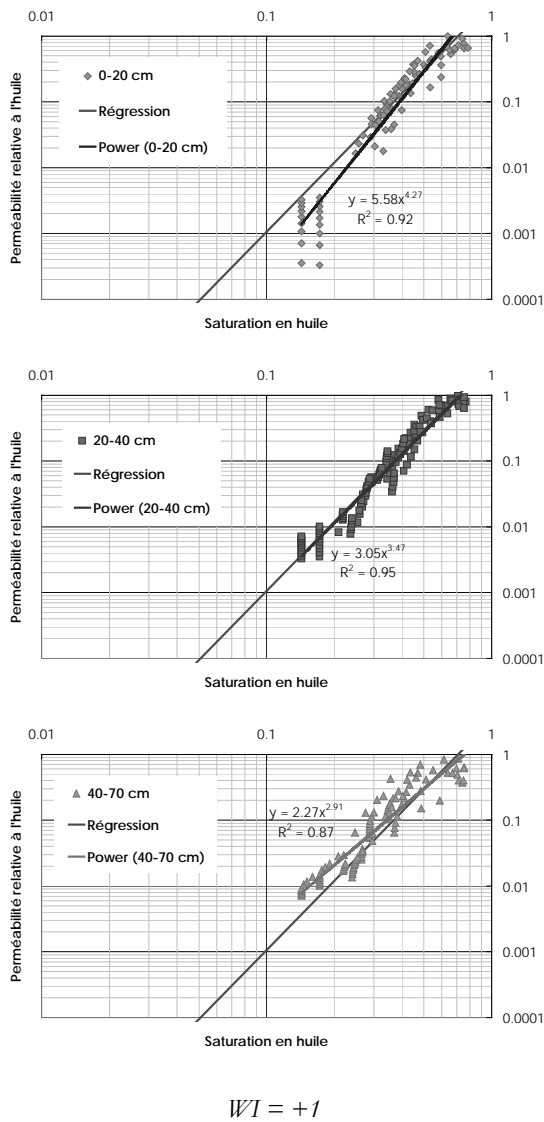 0.01 0.1 1
1
0-20 cm
Régression
Power (0-20 cm)
0.1
0.01
y = 5.58x^4.27
R² = 0.92
0.001
0.0001
Perméabilité relative à l'huile
Saturation en huile
0.01 0.1 1
1
20-40 cm
Régression
Power (20-40 cm)
0.1
0.01
y = 3.05x^3.47
R² = 0.95
0.001
0.0001
Perméabilité relative à l'huile
Saturation en huile
0.01 0.1 1
1
40-70 cm
Régression
Power (40-70 cm)
y = 2.27x^2.91
R² = 0.87
0.1
0.01
0.001
0.0001
Perméabilité relative à l'huile
Saturation en huile
WI = +1